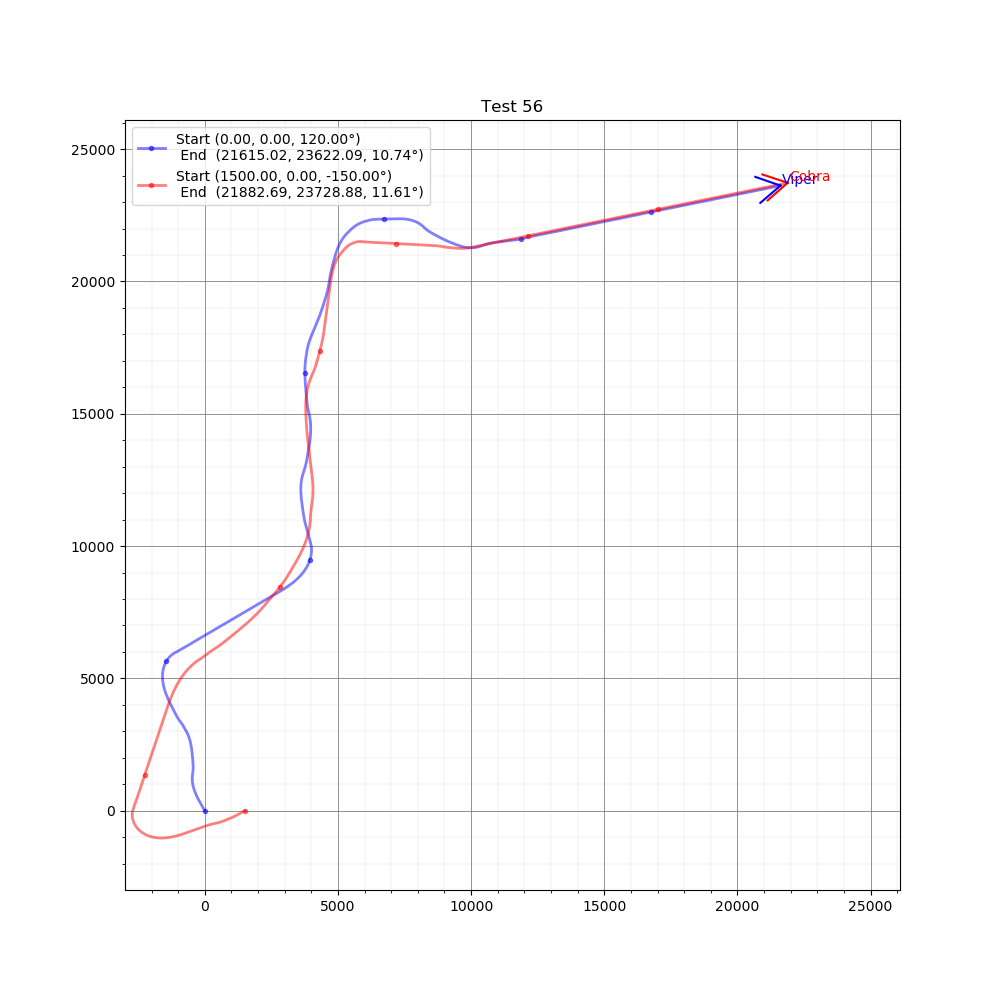 Test 56
Start (0.00, 0.00, 120.00°)
End  (21615.02, 23622.09, 10.74°)
Start (1500.00, 0.00, -150.00°)
End  (21882.69, 23728.88, 11.61°)
Cobra
Viper
25000
20000
15000
10000
5000
0
0
5000
10000
15000
20000
25000